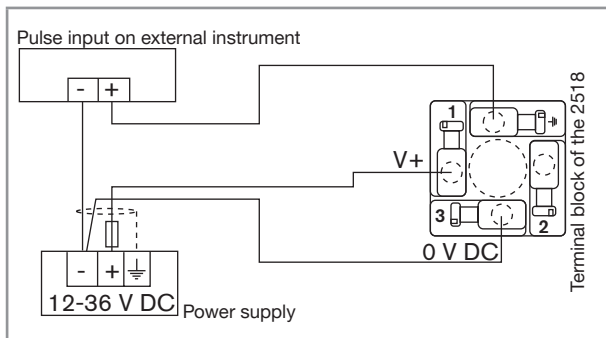 Pulse input on external instrument
- +
1
V+
3
2
0 V DC
Terminal block of the 2518
- +
12-36 V DC
Power supply